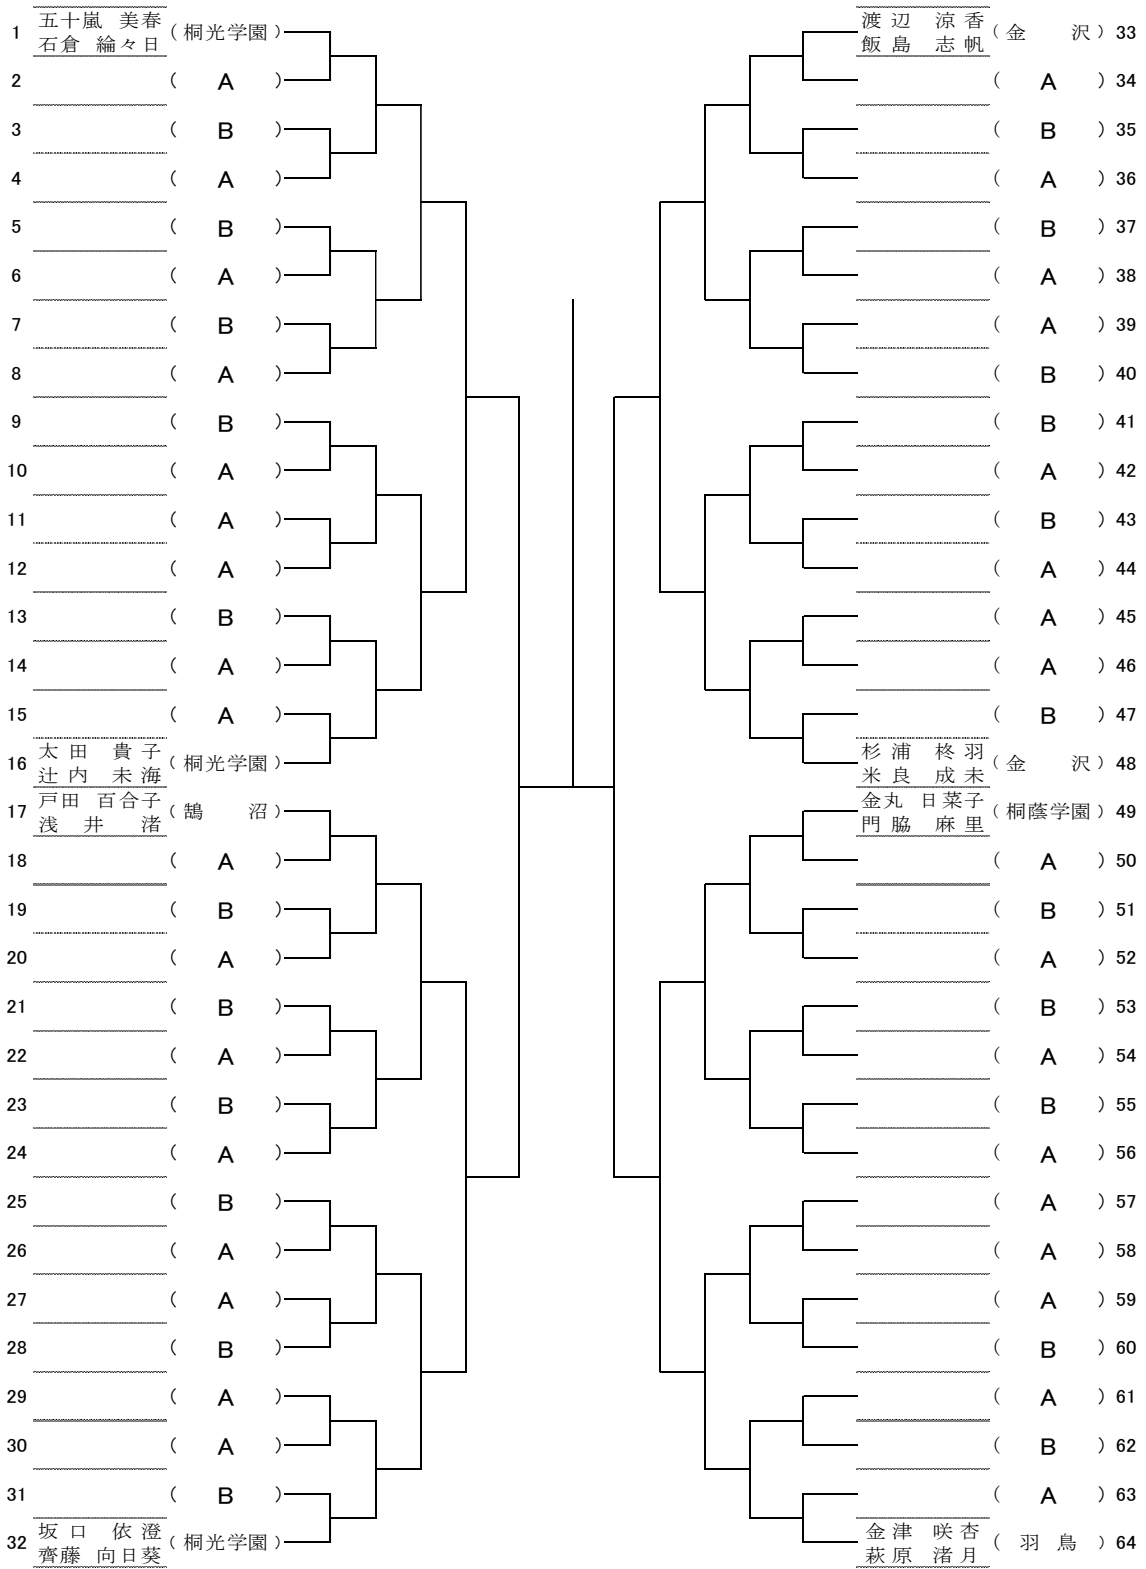 1 五十嵐 美春 石倉 綸々日 (桐光学園)
2 ( A )
3 ( B )
4 ( A )
5 ( B )
6 ( A )
7 ( B )
8 ( A )
9 ( B )
10 ( A )
11 ( A )
12 ( A )
13 ( B )
14 ( A )
15 ( A )
16 太田 貴子 辻内 未海 (桐光学園)
17 戸田 百合子 浅井 渚 (鵠 沼)
18 ( A )
19 ( B )
20 ( A )
21 ( B )
22 ( A )
23 ( B )
24 ( A )
25 ( B )
26 ( A )
27 ( A )
28 ( B )
29 ( A )
30 ( A )
31 ( B )
32 坂口 依澄 齊藤 向日葵 (桐光学園)
渡辺 涼香 飯島 志帆 (金 沢) 33
( A ) 34
( B ) 35
( A ) 36
( B ) 37
( A ) 38
( A ) 39
( B ) 40
( B ) 41
( A ) 42
( B ) 43
( A ) 44
( A ) 45
( A ) 46
( B ) 47
杉浦 柊羽 米良 成未 (金 沢) 48
金丸 日菜子 門脇 麻里 (桐蔭学園) 49
( A ) 50
( B ) 51
( A ) 52
( B ) 53
( A ) 54
( B ) 55
( A ) 56
( A ) 57
( A ) 58
( A ) 59
( B ) 60
( A ) 61
( B ) 62
( A ) 63
金津 咲杏 萩原 渚月 (羽 鳥) 64